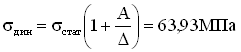 σдин = σстат(1 + A/Δ) = 63,93МПа